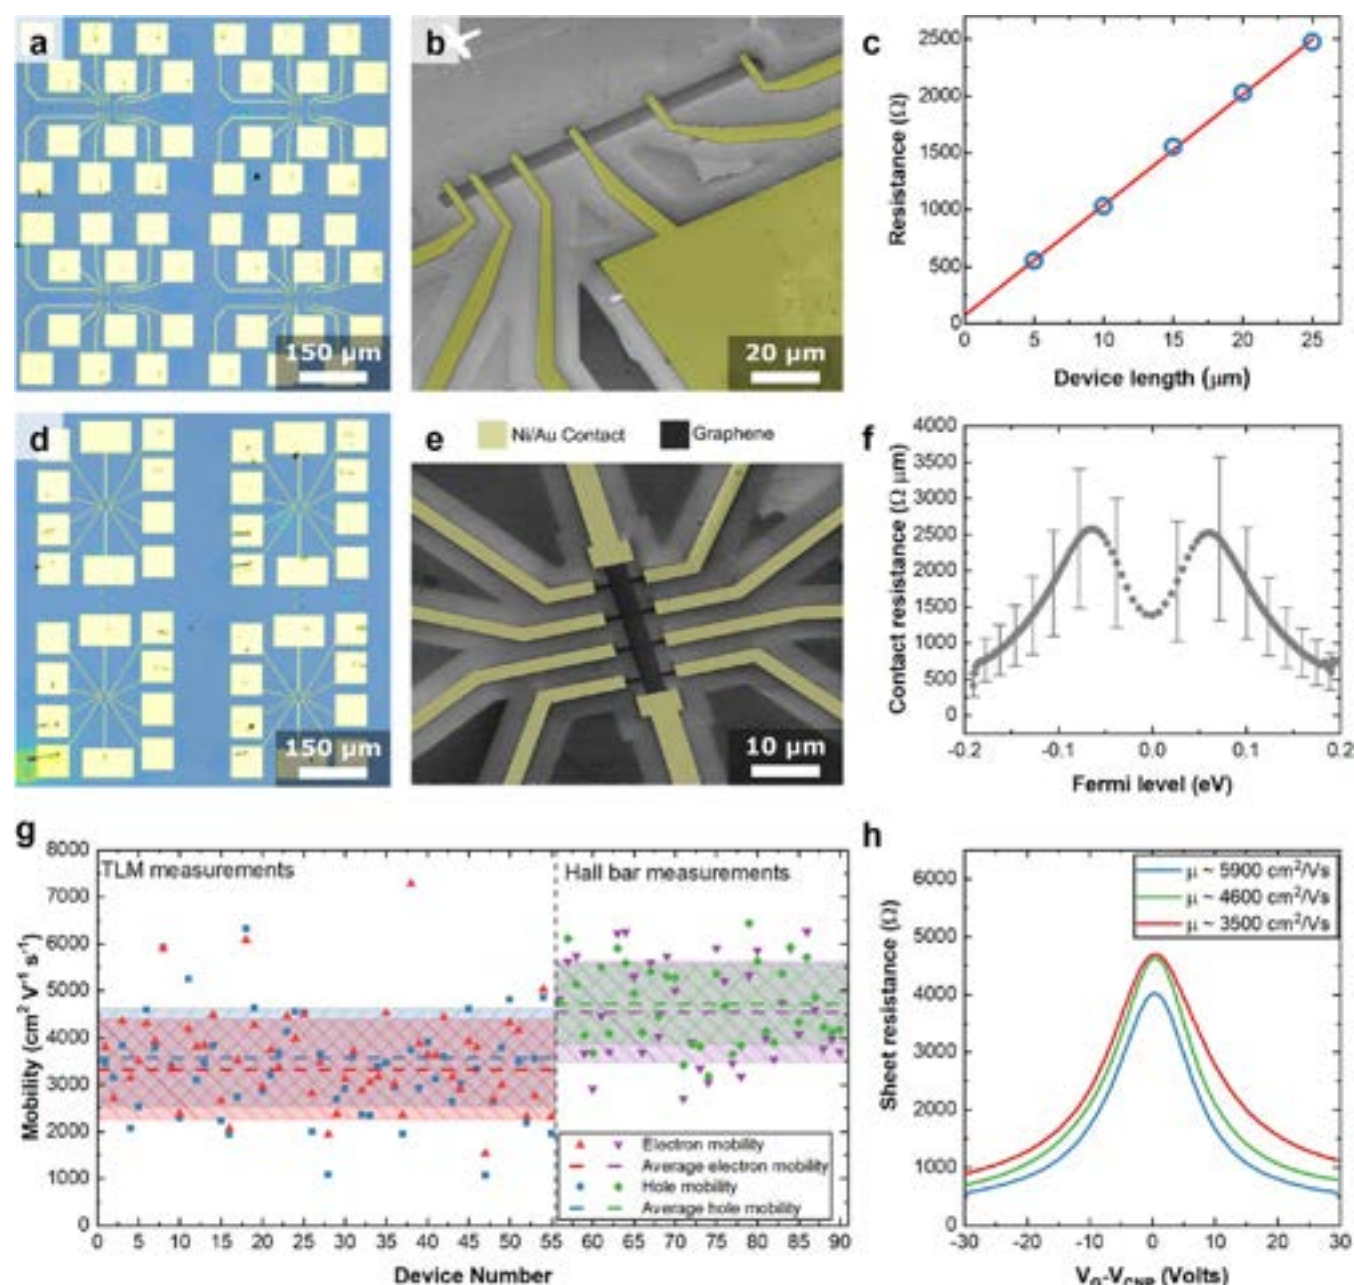 a
150 µm
b
20 µm
c
Resistance (Ω)
2500
2000
1500
1000
500
0
0 5 10 15 20 25
Device length (µm)
d
150 µm
e
Ni/Au Contact Graphene
10 µm
f
Contact resistance (Ω µm)
4000
3500
3000
2500
2000
1500
1000
500
0
-0.2 -0.1 0.0 0.1 0.2
Fermi level (eV)
g
Mobility (cm² V⁻¹ s⁻¹)
8000
7000
6000
5000
4000
3000
2000
1000
0
TLM measurements
Hall bar measurements
Electron mobility
Average electron mobility
Hole mobility
Average hole mobility
0 5 10 15 20 25 30 35 40 45 50 55 60 65 70 75 80 85 90
Device Number
h
Sheet resistance (Ω)
6000
5000
4000
3000
2000
1000
0
µ ~ 5900 cm²/Vs
µ ~ 4600 cm²/Vs
µ ~ 3500 cm²/Vs
-30 -20 -10 0 10 20 30
V_G-V_CNP (Volts)